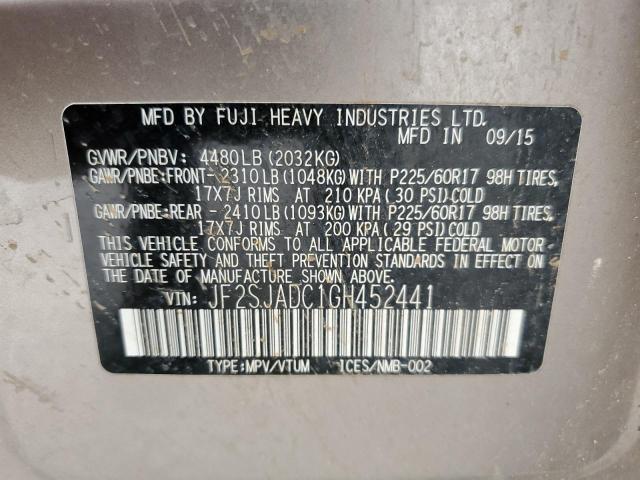 MFD BY FUJI HEAVY INDUSTRIES LTD.
MFD IN 09/15
GVWR/PNBV: 4480LB (2032KG)
GAWR/PNBE:FRONT- 2310LB (1048KG)WITH P225/60R17 98H TIRES,
17X7J RIMS AT 210 KPA (30 PSI)COLD
GAWR/PNBE:REAR - 2410LB (1093KG)WITH P225/60R17 98H TIRES,
17X7J RIMS AT 200 KPA (29 PSI)COLD
THIS VEHICLE CONFORMS TO ALL APPLICABLE FEDERAL MOTOR
VEHICLE SAFETY AND THEFT PREVENTION STANDARDS IN EFFECT ON
THE DATE OF MANUFACTURE SHOWN ABOVE.
VIN: JF2SJADC1GH452441
TYPE:MPV/VTUM ICES/NMB-002